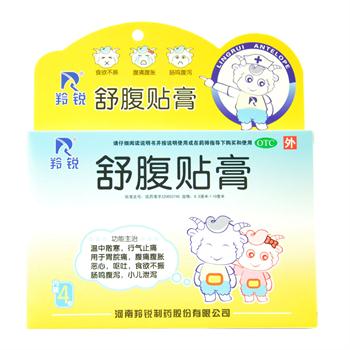 LINGRUI ANTELOPE
食欲不振
腹痛腹胀
肠鸣腹泻
羚锐
舒腹贴膏
请仔细阅读说明书并按说明使用或在药师指导下购买和使用
OTC
外
羚锐
舒腹贴膏
功能主治
温中散寒，行气止痛
用于胃脘痛，腹痛腹胀
恶心，呕吐，食欲不振
肠鸣腹泻，小儿泄泻
4
河南羚锐制药股份有限公司